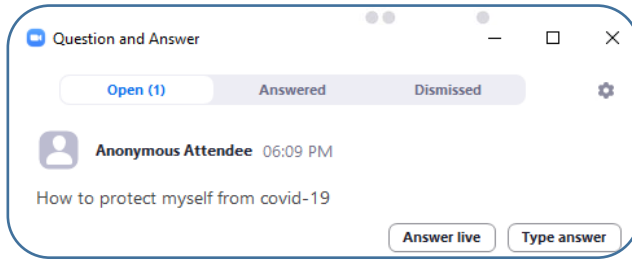 Question and Answer
Open (1) Answered Dismissed
Anonymous Attendee 06:09 PM
How to protect myself from covid-19
Answer live Type answer